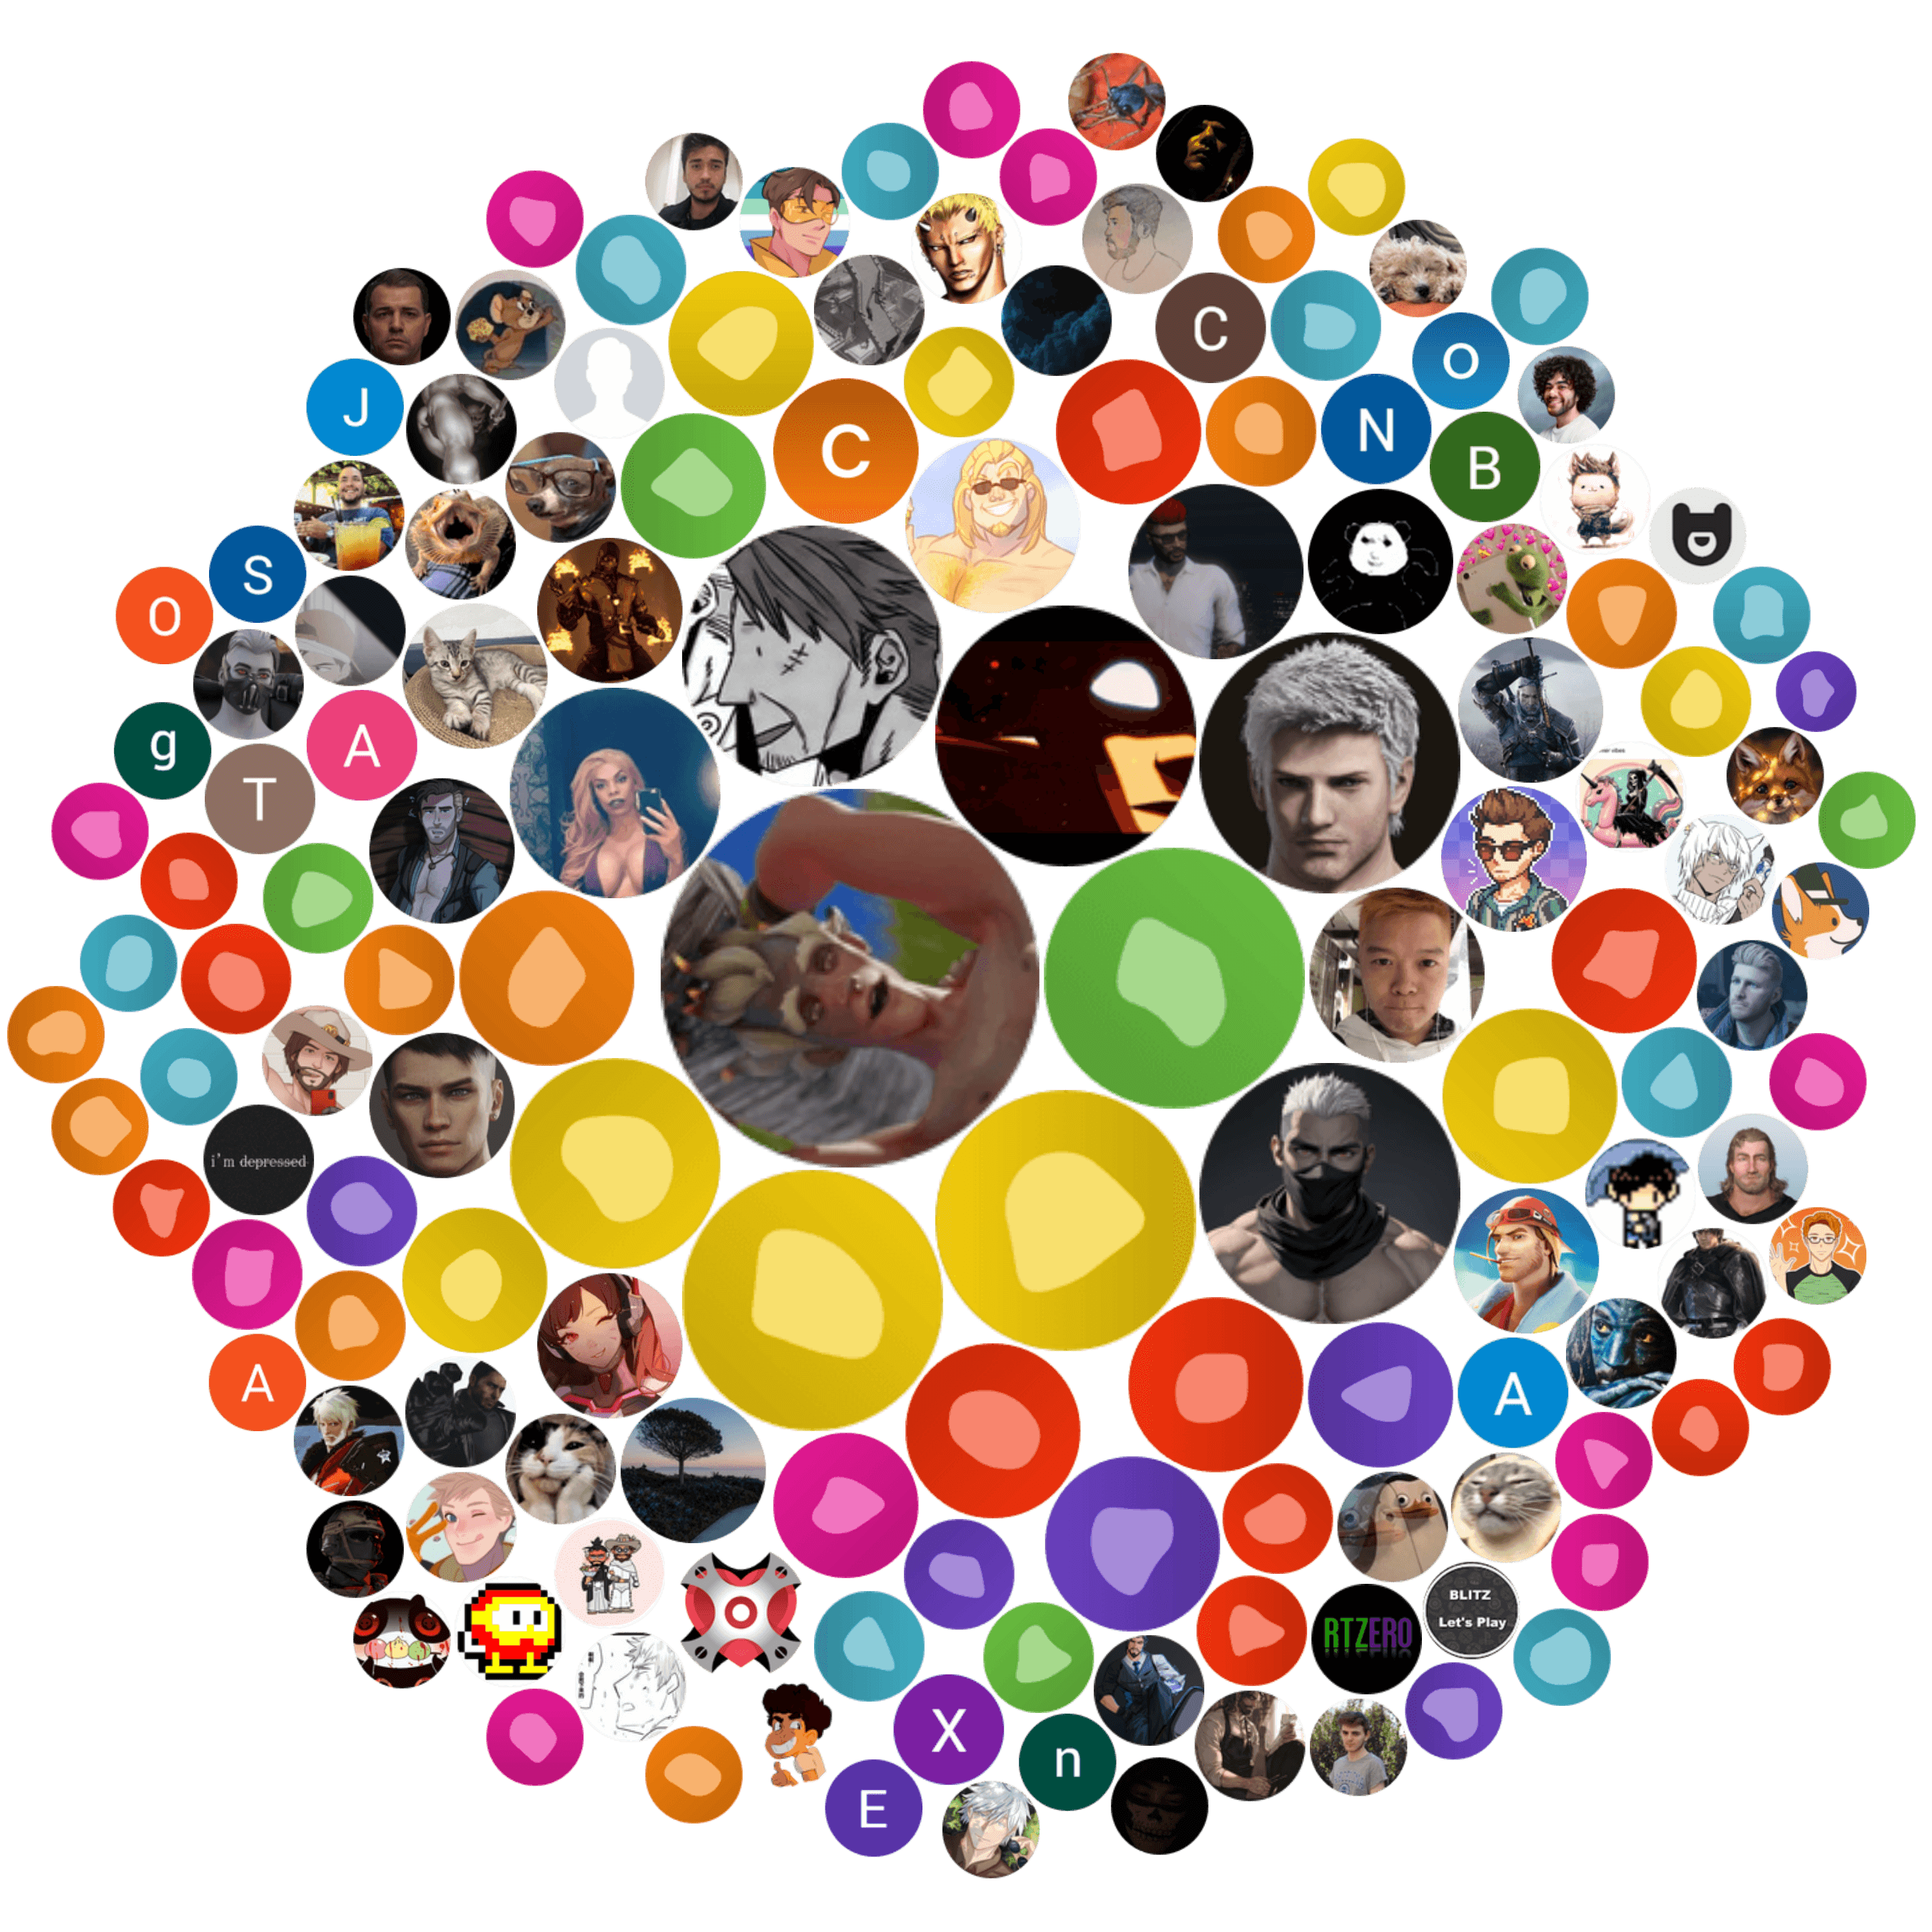 C
O
J
C
N
B
S
O
g
A
T
i'm depressed
A
A
BLITZ
Let's Play
RTZERO
X
n
E